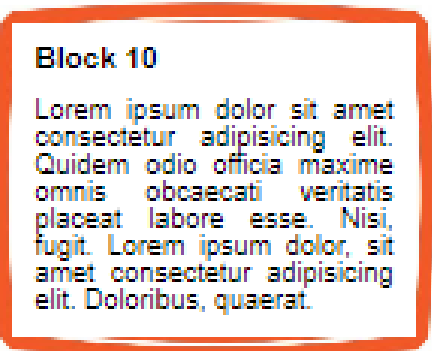 Block 10
Lorem ipsum dolor sit amet
consectetur adipisicing elit.
Quidem odio officia maxime
omnis obcaecati veritatis
placeat labore esse. Nisi,
fugit. Lorem ipsum dolor, sit
amet consectetur adipisicing
elit. Doloribus, quaerat.